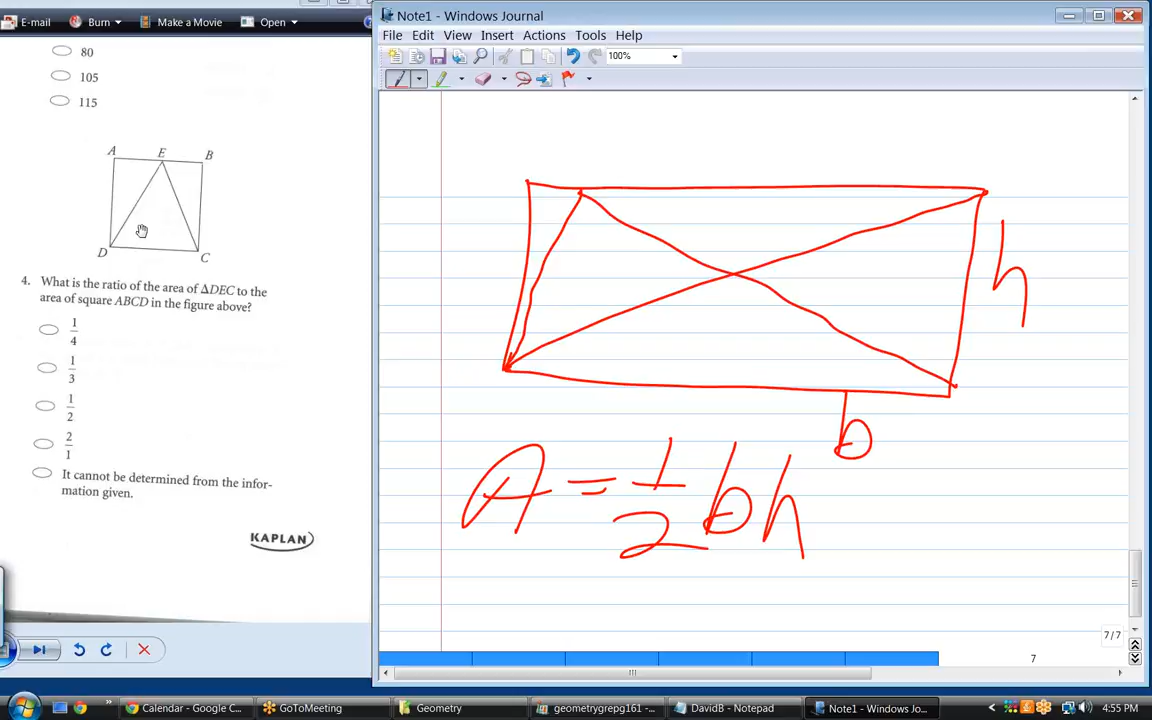 E-mail Burn Make a Movie Open
80
105
115
A E B
D C
4. What is the ratio of the area of ΔDEC to the
area of square ABCD in the figure above?
1
4
1
3
1
2
2
1
It cannot be determined from the infor-
mation given.
KAPLAN
Note1 - Windows Journal
File Edit View Insert Actions Tools Help
100%
h
b
A = 1/2 bh
7/7
7
Calendar - Google C... GoToMeeting Geometry geometrygrepg161 -... DavidB - Notepad Note1 - Windows Jo... 4:55 PM